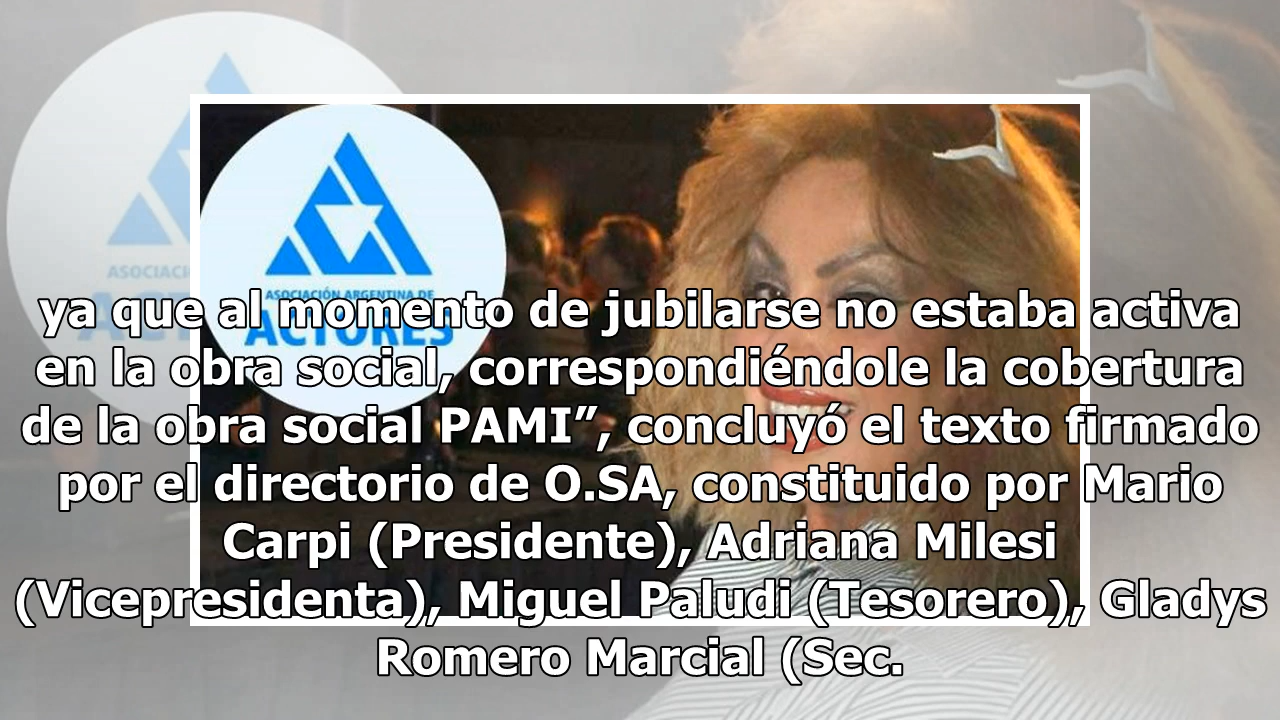 ASOCIACI
ASOCIACIÓN ARGENTINA DE
ACTORES
ya que al momento de jubilarse no estaba activa
en la obra social, correspondiéndole la cobertura
de la obra social PAMI”, concluyó el texto firmado
por el directorio de O.SA, constituido por Mario
Carpi (Presidente), Adriana Milesi
(Vicepresidenta), Miguel Paludi (Tesorero), Gladys
Romero Marcial (Sec.